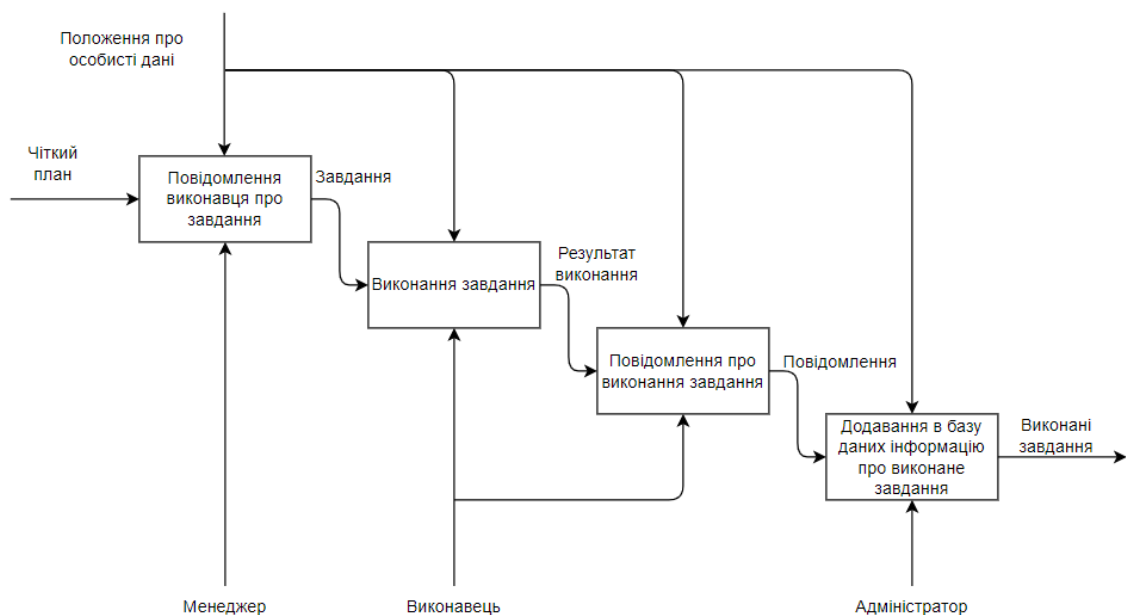 Положення про
особисті дані
Чіткий
план
Повідомлення
виконавця про
завдання
Завдання
Виконання завдання
Результат
виконання
Повідомлення про
виконання завдання
Повідомлення
Додавання в базу
даних інформацію
про виконане
завдання
Виконані
завдання
Менеджер
Виконавець
Адміністратор